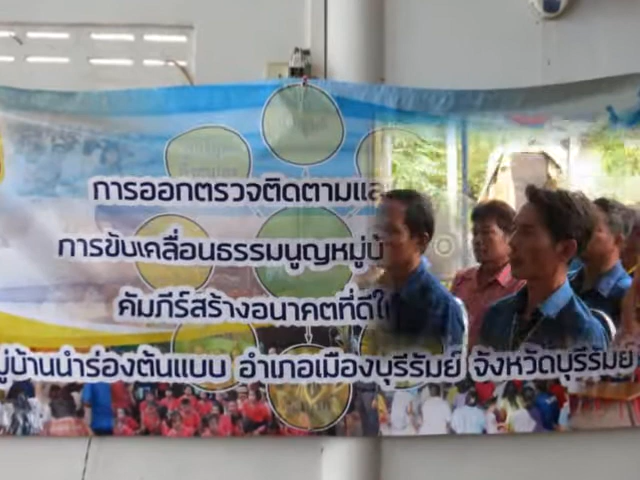 การออกตรวจติดตามแล
การขับเคลื่อนธรรมนูญหมู่บ้
คัมภีร์สร้างอนาคตที่ดีใ
มู่บ้านนำร่องต้นแบบ อำเภอเมืองบุรีรัมย์ จังหวัดบุรีรัมย์